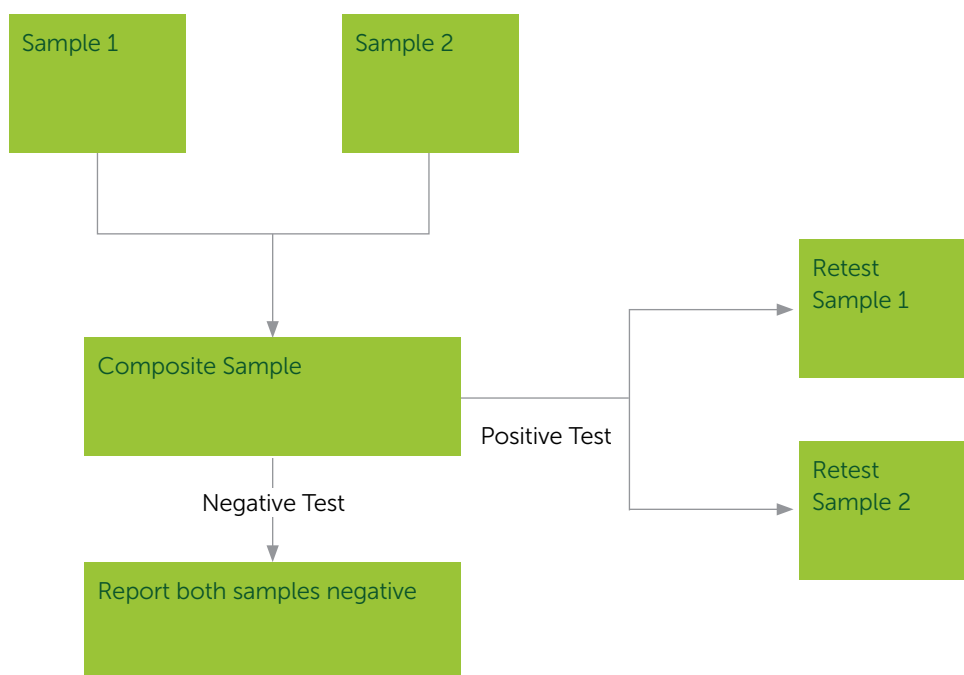 Sample 1
Sample 2
Composite Sample
Positive Test
Retest
Sample 1
Retest
Sample 2
Negative Test
Report both samples negative